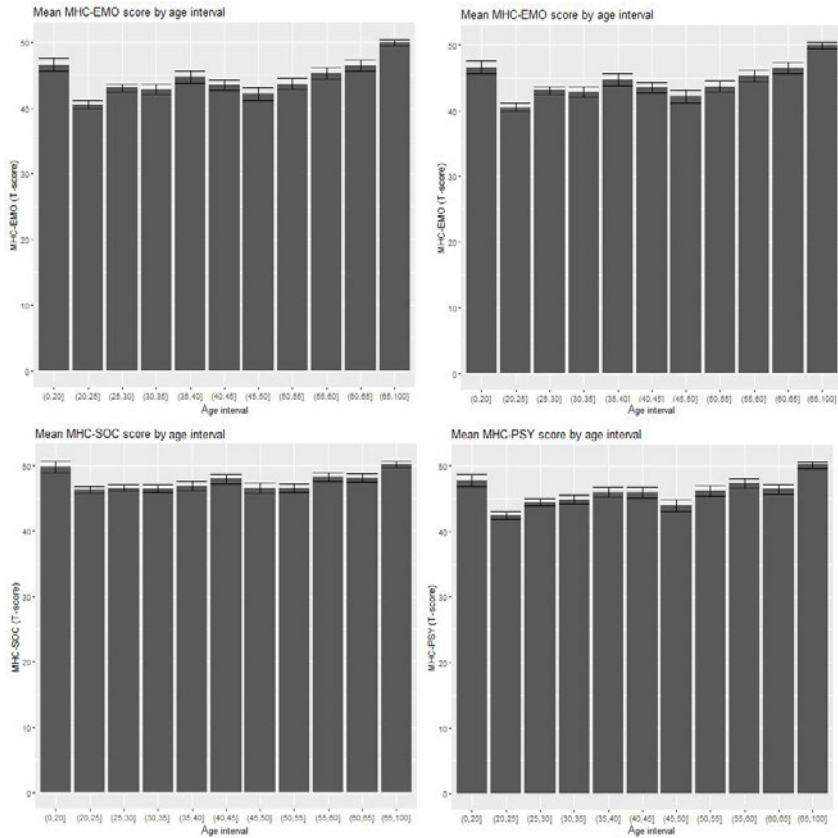 Mean MHC-EMO score by age interval
50
40
30
20
10
0
MHC-EMO (T-score)
(0,20] (20,25] (25,30] (30,35] (35,40] (40,45] (45,50] (50,55] (55,60] (60,65] (65,100]
Age interval
Mean MHC-EMO score by age interval
50
40
30
20
10
0
MHC-EMO (T-score)
(0,20] (20,25] (25,30] (30,35] (35,40] (40,45] (45,50] (50,55] (55,60] (60,65] (65,100]
Age interval
Mean MHC-SOC score by age interval
50
40
30
20
10
0
MHC-SOC (T-score)
(0,20] (20,25] (25,30] (30,35] (35,40] (40,45] (45,50] (50,55] (55,60] (60,65] (65,100]
Age interval
Mean MHC-PSY score by age interval
50
40
30
20
10
0
MHC-PSY (T-score)
(0,20] (20,25] (25,30] (30,35] (35,40] (40,45] (45,50] (50,55] (55,60] (60,65] (65,100]
Age interval